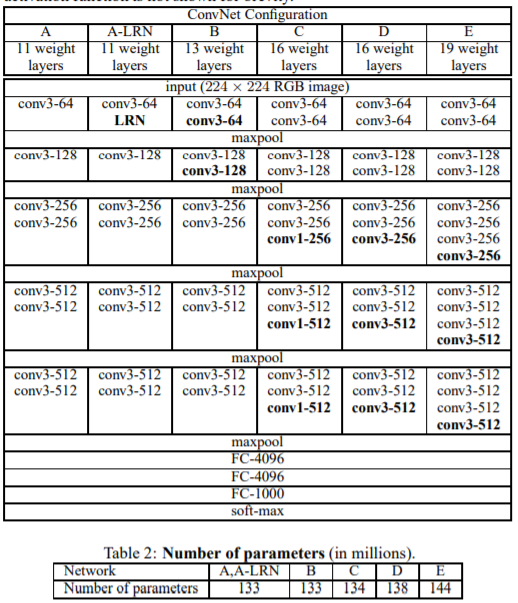 ConvNet Configuration
A A-LRN B C D E
11 weight 11 weight 13 weight 16 weight 16 weight 19 weight
layers layers layers layers layers layers
input (224 × 224 RGB image)
conv3-64 conv3-64 conv3-64 conv3-64 conv3-64 conv3-64
LRN conv3-64 conv3-64 conv3-64 conv3-64
maxpool
conv3-128 conv3-128 conv3-128 conv3-128 conv3-128 conv3-128
conv3-128 conv3-128 conv3-128 conv3-128
maxpool
conv3-256 conv3-256 conv3-256 conv3-256 conv3-256 conv3-256
conv3-256 conv3-256 conv3-256 conv3-256 conv3-256 conv3-256
conv1-256 conv3-256 conv3-256
conv3-256
maxpool
conv3-512 conv3-512 conv3-512 conv3-512 conv3-512 conv3-512
conv3-512 conv3-512 conv3-512 conv3-512 conv3-512 conv3-512
conv1-512 conv3-512 conv3-512
conv3-512
maxpool
conv3-512 conv3-512 conv3-512 conv3-512 conv3-512 conv3-512
conv3-512 conv3-512 conv3-512 conv3-512 conv3-512 conv3-512
conv1-512 conv3-512 conv3-512
conv3-512
maxpool
FC-4096
FC-4096
FC-1000
soft-max
Table 2: Number of parameters (in millions).
Network A,A-LRN B C D E
Number of parameters 133 133 134 138 144